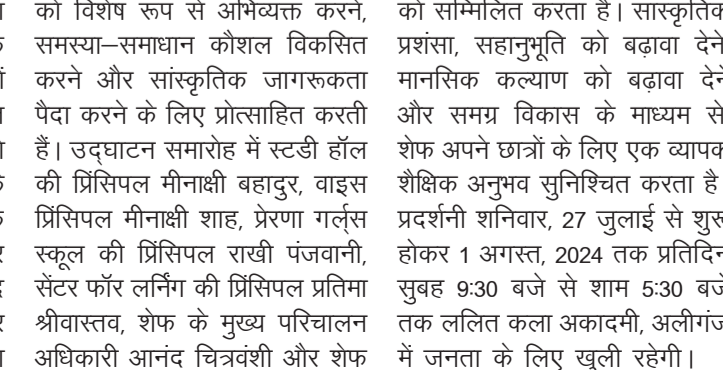 को विशेष रूप से अभिव्यक्त करने,
समस्या–समाधान कौशल विकसित
करने और सांस्कृतिक जागरूकता
पैदा करने के लिए प्रोत्साहित करती
हैं। उद्घाटन समारोह में स्टडी हॉल
की प्रिंसिपल मीनाक्षी बहादुर, वाइस
प्रिंसिपल मीनाक्षी शाह, प्रेरणा गर्ल्स
स्कूल की प्रिंसिपल राखी पंजवानी,
सेंटर फॉर लर्निंग की प्रिंसिपल प्रतिमा
श्रीवास्तव, शेफ के मुख्य परिचालन
अधिकारी आनंद चित्रवंशी और शेफ
को सम्मिलित करता है। सांस्कृतिक
प्रशंसा, सहानुभूति को बढ़ावा देने
मानसिक कल्याण को बढ़ावा देने
और समग्र विकास के माध्यम से
शेफ अपने छात्रों के लिए एक व्यापक
शैक्षिक अनुभव सुनिश्चित करता है
प्रदर्शनी शनिवार, 27 जुलाई से शुरू
होकर 1 अगस्त, 2024 तक प्रतिदिन
सुबह 9:30 बजे से शाम 5:30 बजे
तक ललित कला अकादमी, अलीगंज
में जनता के लिए खुली रहेगी।